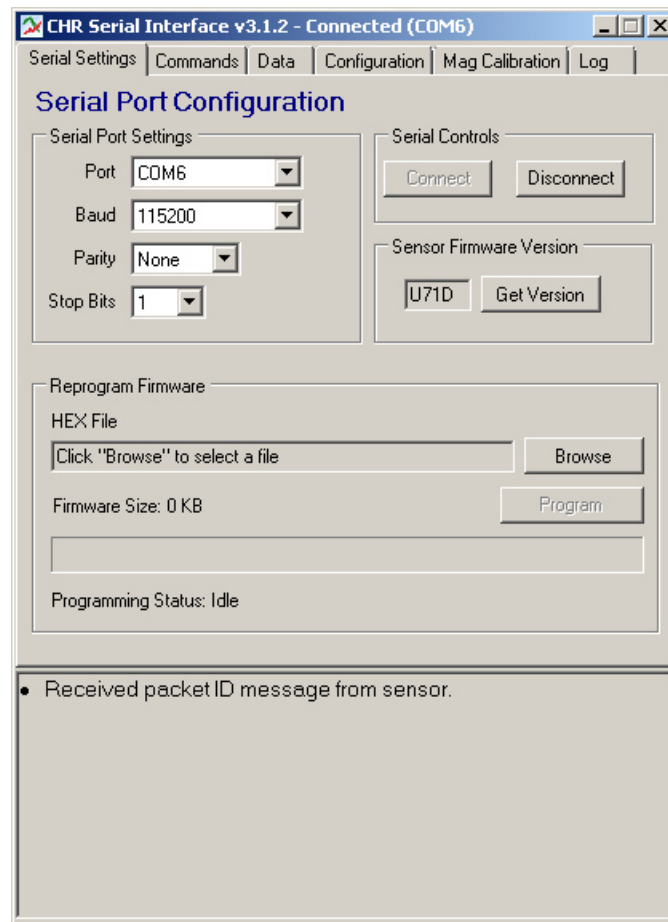 CHR Serial Interface v3.1.2 - Connected (COM6)
Serial Settings Commands Data Configuration Mag Calibration Log
Serial Port Configuration
Serial Port Settings
Port COM6
Baud 115200
Parity None
Stop Bits 1
Serial Controls
Connect Disconnect
Sensor Firmware Version
U71D Get Version
Reprogram Firmware
HEX File
Click "Browse" to select a file Browse
Firmware Size: 0 KB Program
Programming Status: Idle
• Received packet ID message from sensor.